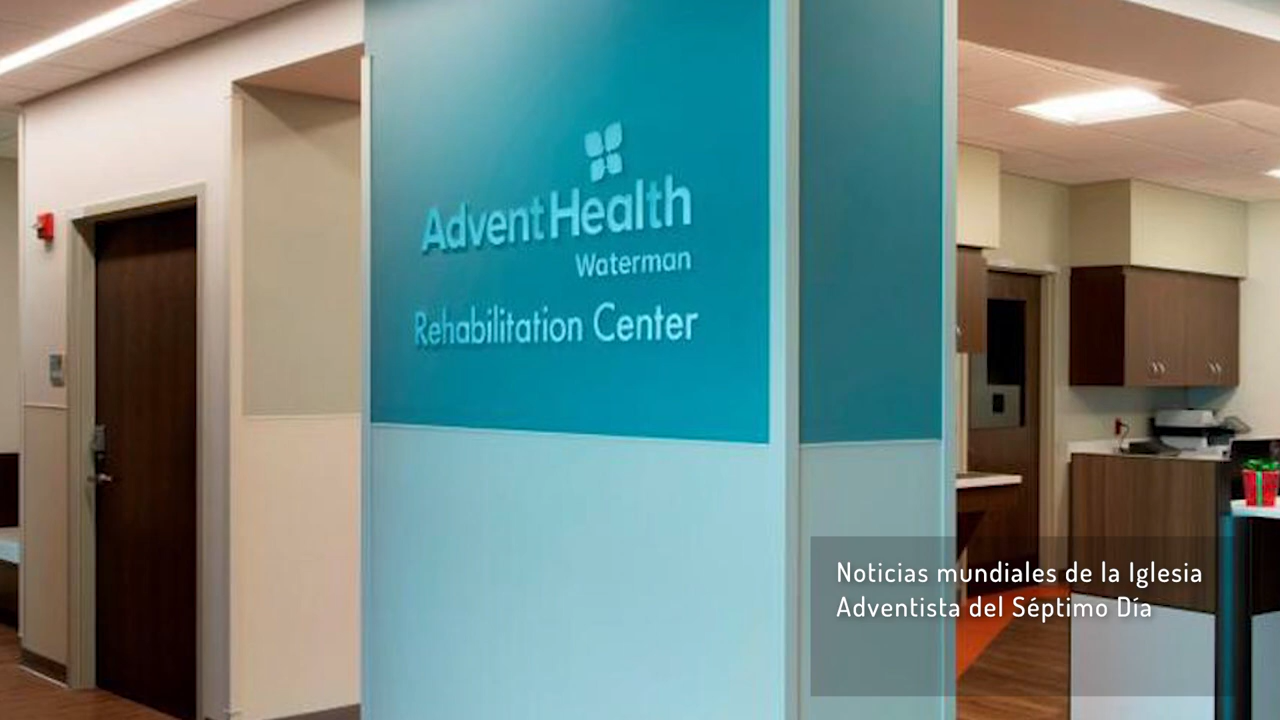 AdventHealth
Waterman
Rehabilitation Center
Noticias mundiales de la Iglesia
Adventista del Séptimo Día